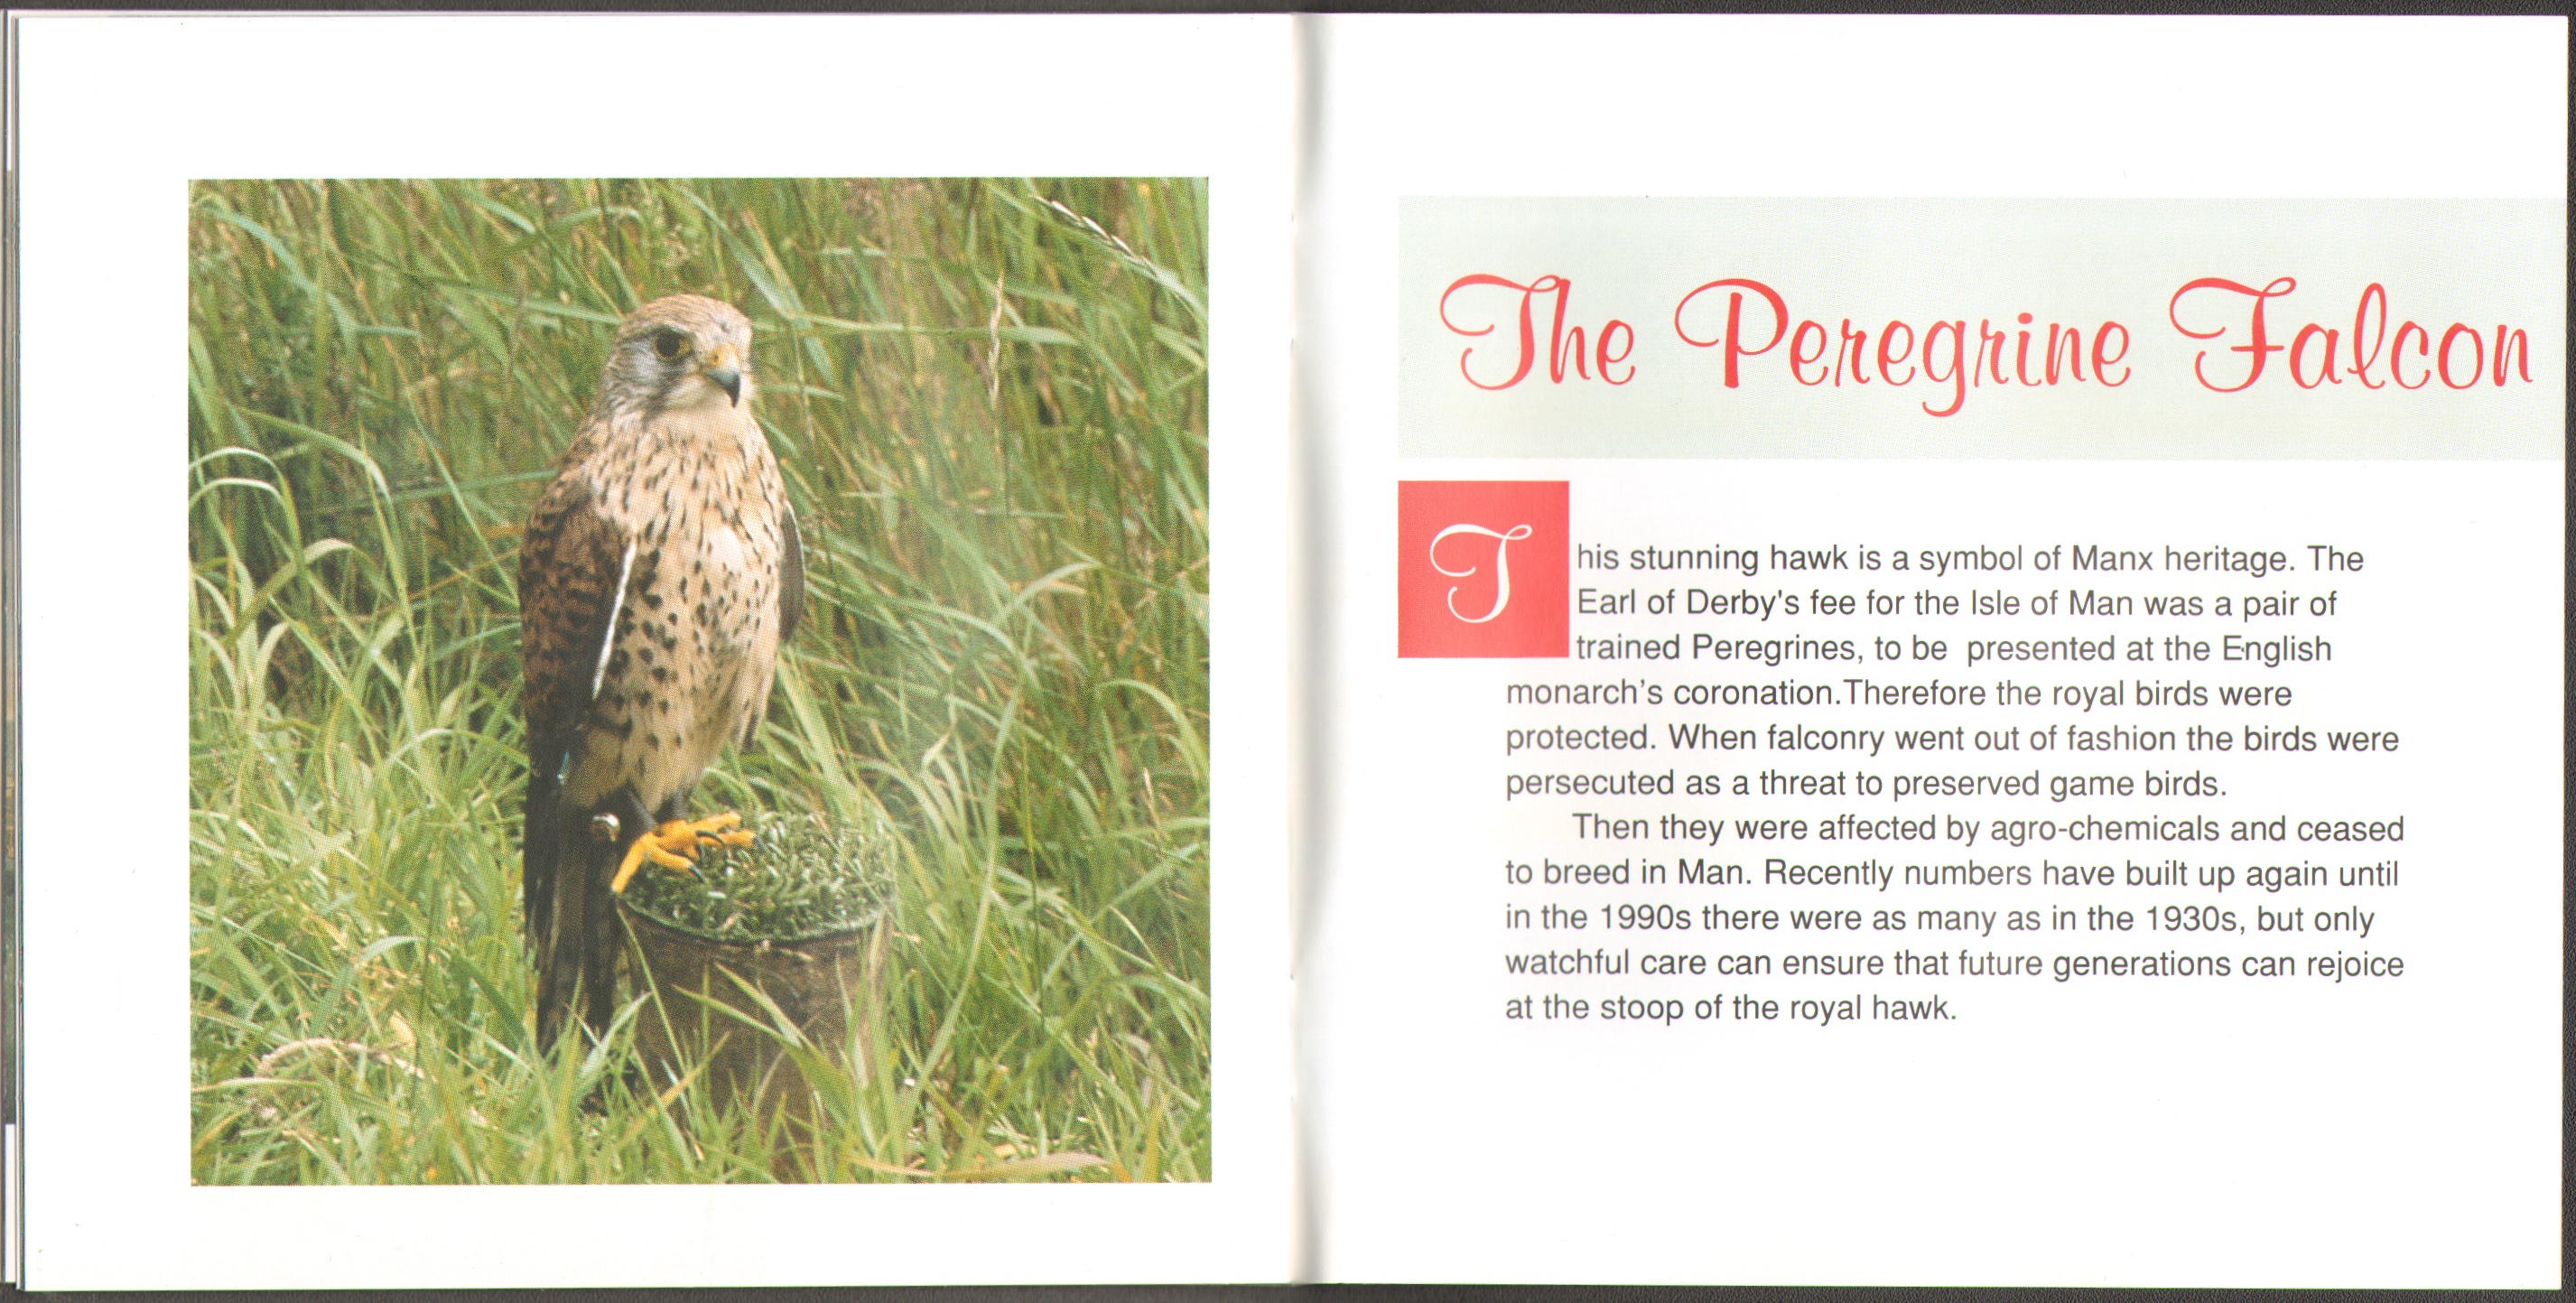 The Peregrine Falcon
This stunning hawk is a symbol of Manx heritage. The
Earl of Derby's fee for the Isle of Man was a pair of
trained Peregrines, to be  presented at the English
monarch’s coronation.Therefore the royal birds were
protected. When falconry went out of fashion the birds were
persecuted as a threat to preserved game birds.
Then they were affected by agro-chemicals and ceased
to breed in Man. Recently numbers have built up again until
in the 1990s there were as many as in the 1930s, but only
watchful care can ensure that future generations can rejoice
at the stoop of the royal hawk.